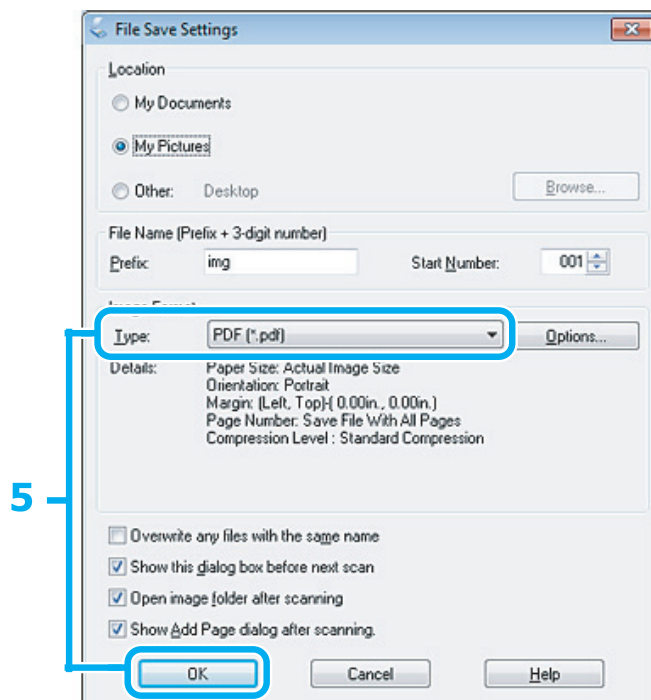 File Save Settings
Location
My Documents
My Pictures
Other: Desktop Browse...
File Name (Prefix + 3-digit number)
Prefix: img Start Number: 001
Image Format
Type: PDF (*.pdf) Options...
Details: Paper Size: Actual Image Size
Orientation: Portrait
Margin: (Left, Top)-( 0.00in., 0.00in.)
Page Number: Save File With All Pages
Compression Level : Standard Compression
5
Overwrite any files with the same name
Show this dialog box before next scan
Open image folder after scanning
Show Add Page dialog after scanning.
OK Cancel Help